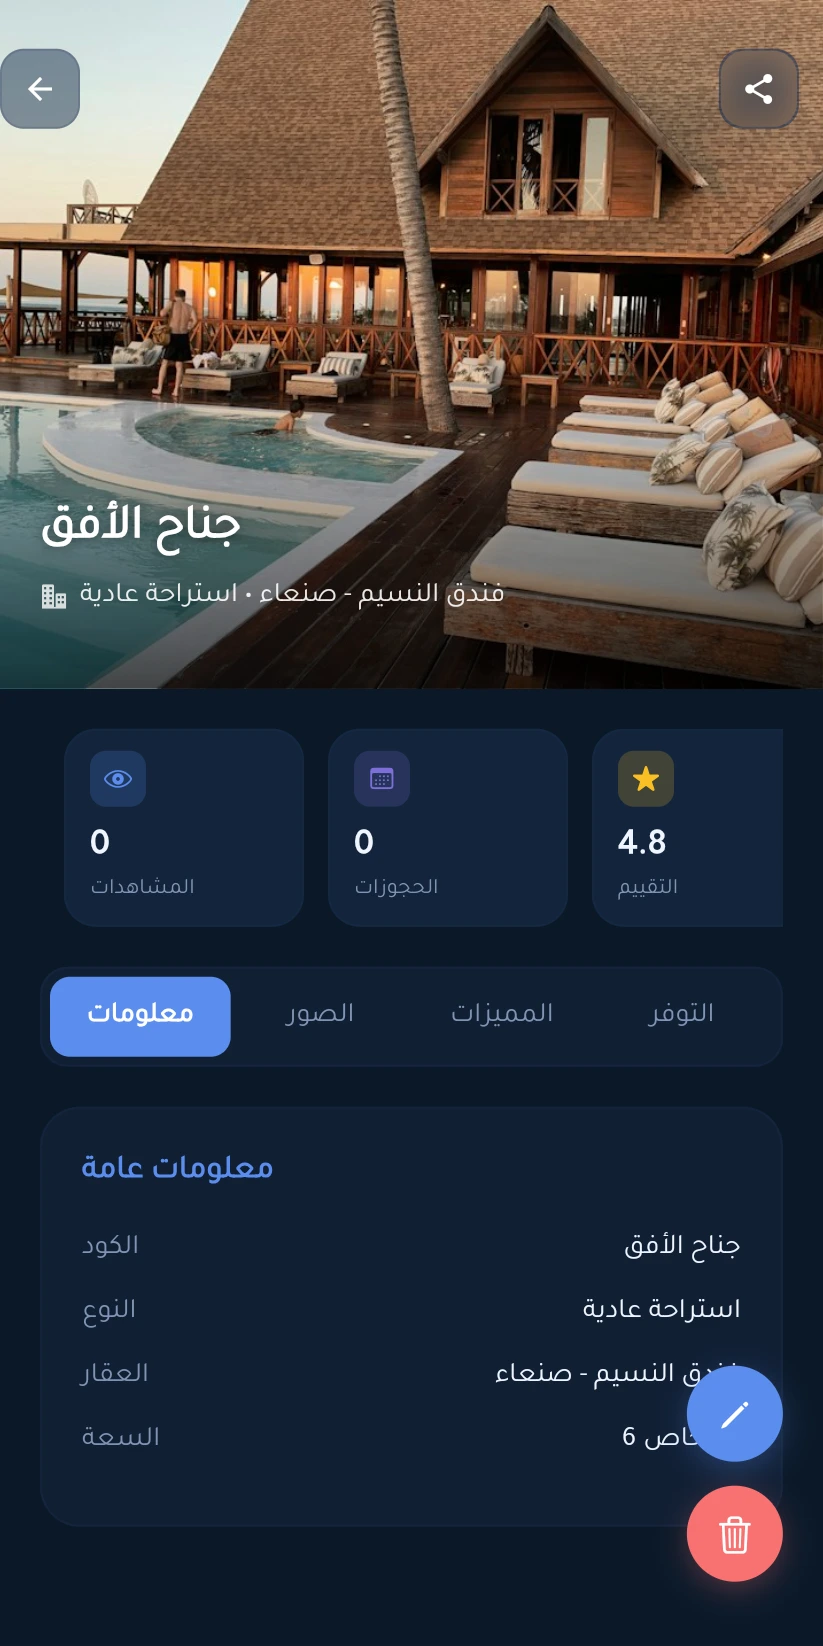 جناح الأفق
فندق النسيم - صنعاء • استراحة عادية
0
المشاهدات
0
الحجوزات
4.8
التقييم
معلومات
الصور
المميزات
التوفر
معلومات عامة
الكود
جناح الأفق
النوع
استراحة عادية
العقار
النسيم - صنعاء
السعة
6